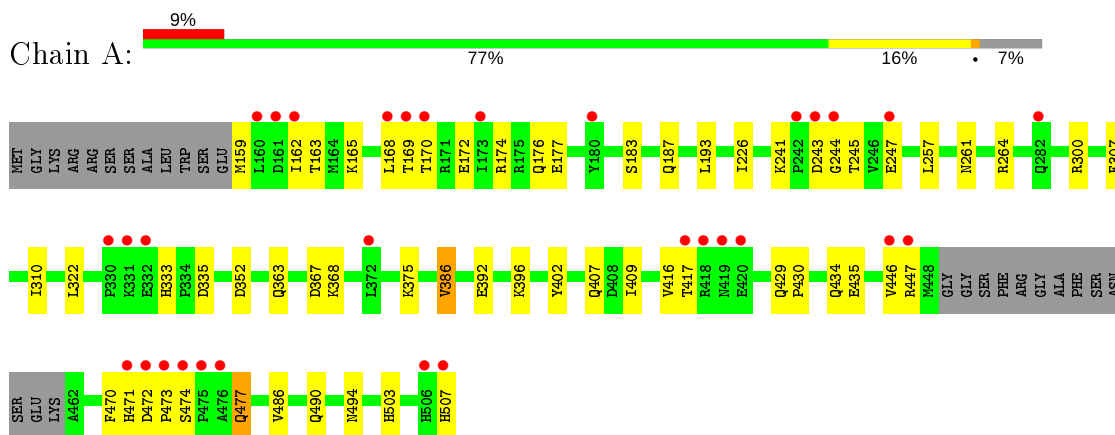 9%
Chain A:
77% 16% • 7%
MET GLY LYS ARG ARG SER SER ALA LEU TRP SER GLU M159 L160 D161 I162 T163 M164 K165 L168 T169 T170 R171 E172 I173 R174 R175 Q176 E177 Y180 S183 Q187 L193 I226 K241 P242 D243 G244 T245 V246 E247 L257 N261 R264 Q282 R300 E307
I310 L322 P330 K331 E332 H333 P334 D335 D352 Q363 D367 K368 L372 K375 V386 E392 K396 Y402 Q407 D408 I409 V416 T417 R418 N419 E420 Q429 P430 Q434 E435 V446 R447 M448 GLY GLY SER PHE ARG GLY ALA PHE SER ASN
SER GLU LYS A462 F470 H471 D472 P473 S474 P475 A476 Q477 V486 Q490 N494 H503 H506 H507